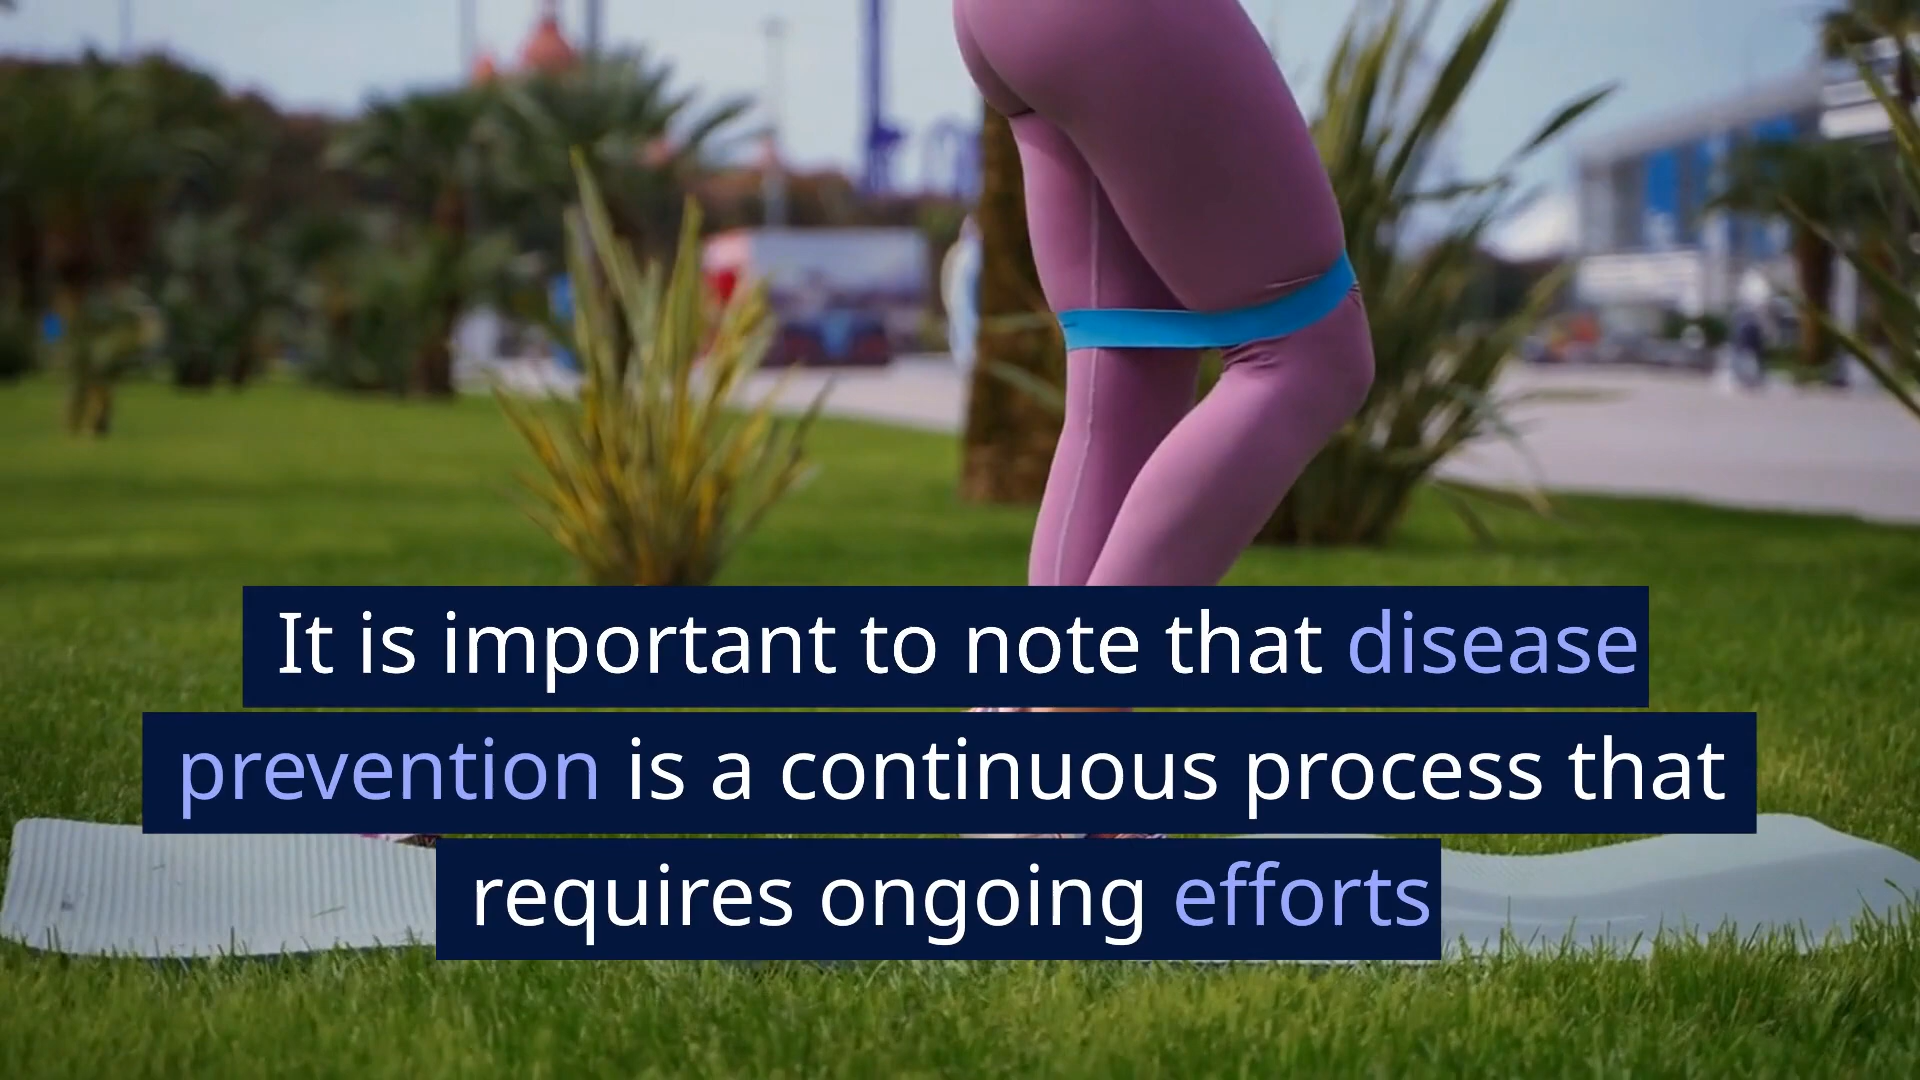 It is important to note that disease
prevention is a continuous process that
requires ongoing efforts